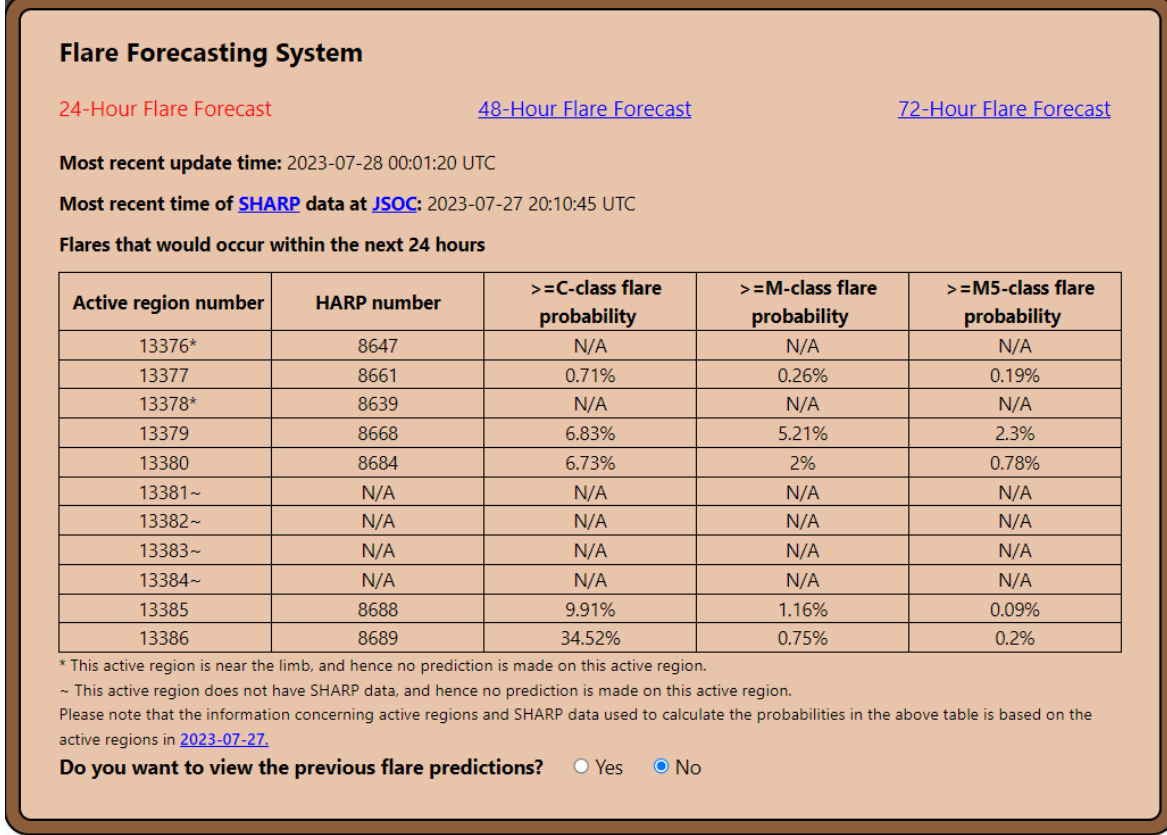 Flare Forecasting System
24-Hour Flare Forecast 48-Hour Flare Forecast 72-Hour Flare Forecast
Most recent update time: 2023-07-28 00:01:20 UTC
Most recent time of SHARP data at JSOC: 2023-07-27 20:10:45 UTC
Flares that would occur within the next 24 hours
Active region number HARP number >=C-class flare probability >=M-class flare probability >=M5-class flare probability
13376* 8647 N/A N/A N/A
13377 8661 0.71% 0.26% 0.19%
13378* 8639 N/A N/A N/A
13379 8668 6.83% 5.21% 2.3%
13380 8684 6.73% 2% 0.78%
13381~ N/A N/A N/A N/A
13382~ N/A N/A N/A N/A
13383~ N/A N/A N/A N/A
13384~ N/A N/A N/A N/A
13385 8688 9.91% 1.16% 0.09%
13386 8689 34.52% 0.75% 0.2%
* This active region is near the limb, and hence no prediction is made on this active region.
~ This active region does not have SHARP data, and hence no prediction is made on this active region.
Please note that the information concerning active regions and SHARP data used to calculate the probabilities in the above table is based on the
active regions in 2023-07-27.
Do you want to view the previous flare predictions? Yes No